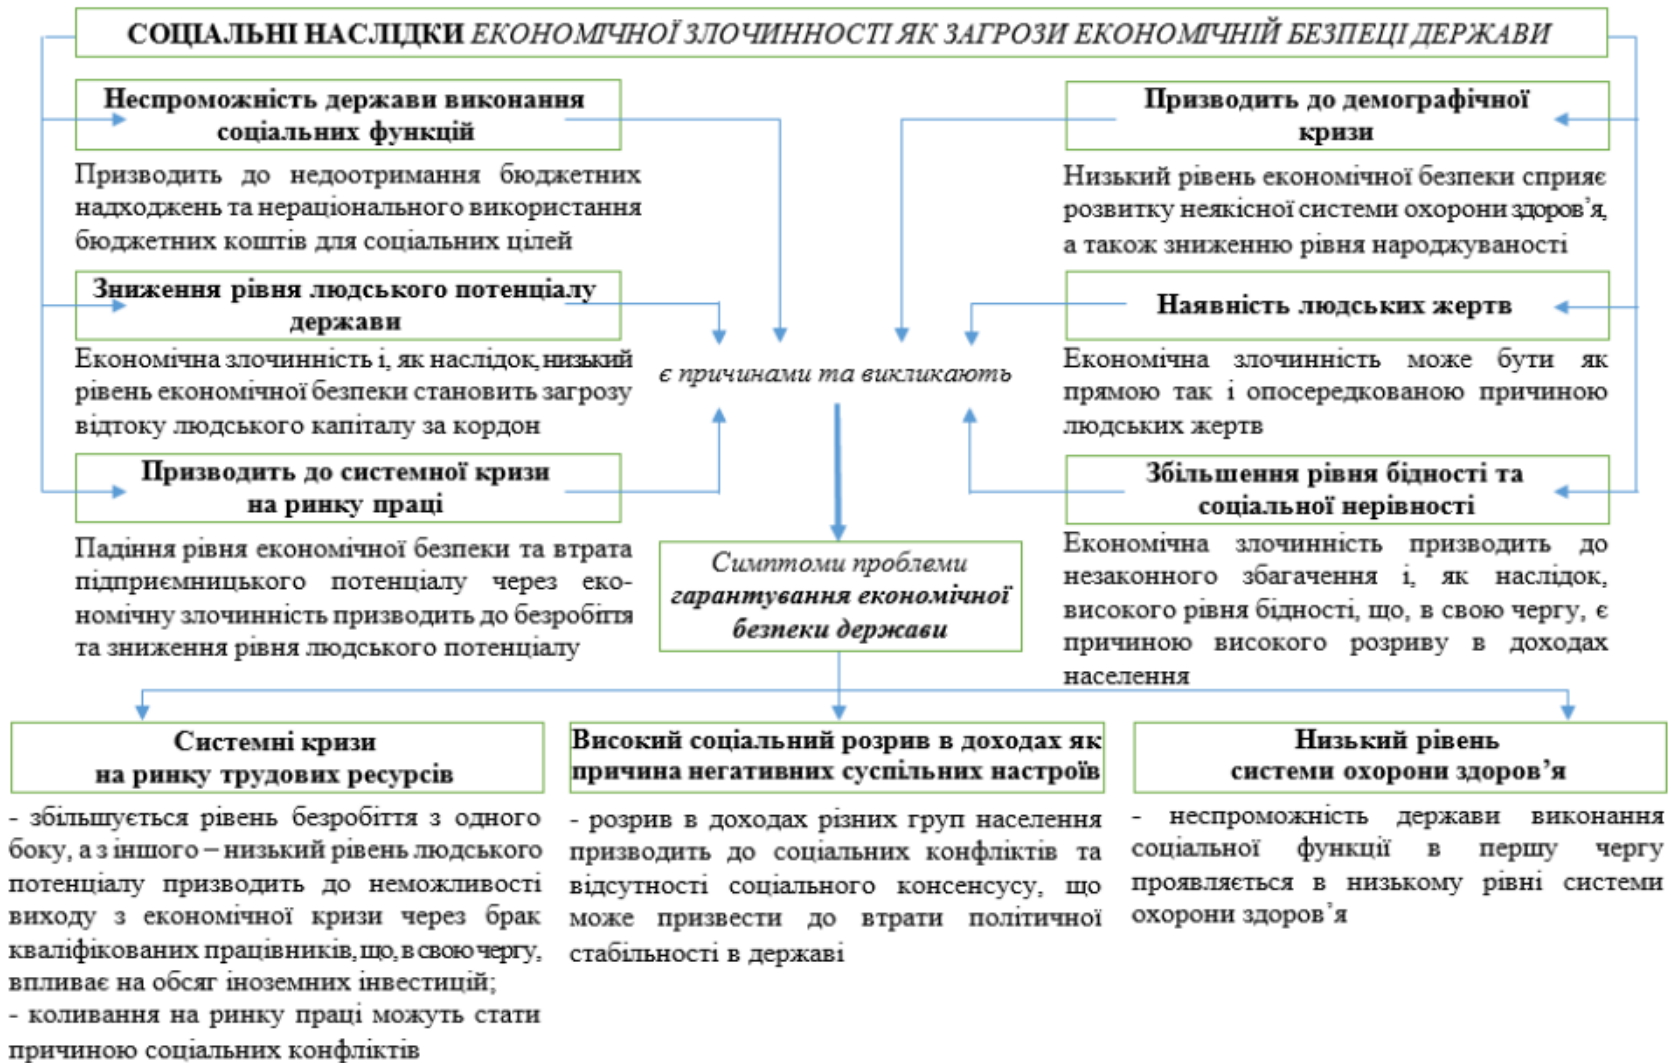 СОЦІАЛЬНІ НАСЛІДКИ ЕКОНОМІЧНОЇ ЗЛОЧИННОСТІ ЯК ЗАГРОЗИ ЕКОНОМІЧНІЙ БЕЗПЕЦІ ДЕРЖАВИ
Неспроможність держави виконання
соціальних функцій
Призводить до недоотримання бюджетних
надходжень та нераціонального використання
бюджетних коштів для соціальних цілей
Зниження рівня людського потенціалу
держави
Економічна злочинність і, як наслідок, низький
рівень економічної безпеки становить загрозу
відтоку людського капіталу за кордон
Призводить до системної кризи
на ринку праці
Падіння рівня економічної безпеки та втрата
підприємницького потенціалу через еко-
номічну злочинність призводить до безробіття
та зниження рівня людського потенціалу
Призводить до демографічної
кризи
Низький рівень економічної безпеки сприяє
розвитку неякісної системи охорони здоров’я,
а також зниженню рівня народжуваності
Наявність людських жертв
Економічна злочинність може бути як
прямою так і опосередкованою причиною
людських жертв
Збільшення рівня бідності та
соціальної нерівності
Економічна злочинність призводить до
незаконного збагачення і, як наслідок,
високого рівня бідності, що, в свою чергу, є
причиною високого розриву в доходах
населення
є причинами та викликають
Симптоми проблеми
гарантування економічної
безпеки держави
Системні кризи
на ринку трудових ресурсів
- збільшується рівень безробіття з одного
боку, а з іншого – низький рівень людського
потенціалу призводить до неможливості
виходу з економічної кризи через брак
кваліфікованих працівників, що, в свою чергу,
впливає на обсяг іноземних інвестицій;
- коливання на ринку праці можуть стати
причиною соціальних конфліктів
Високий соціальний розрив в доходах як
причина негативних суспільних настроїв
- розрив в доходах різних груп населення
призводить до соціальних конфліктів та
відсутності соціального консенсусу, що
може призвести до втрати політичної
стабільності в державі
Низький рівень
системи охорони здоров’я
- неспроможність держави виконання
соціальної функції в першу чергу
проявляється в низькому рівні системи
охорони здоров’я